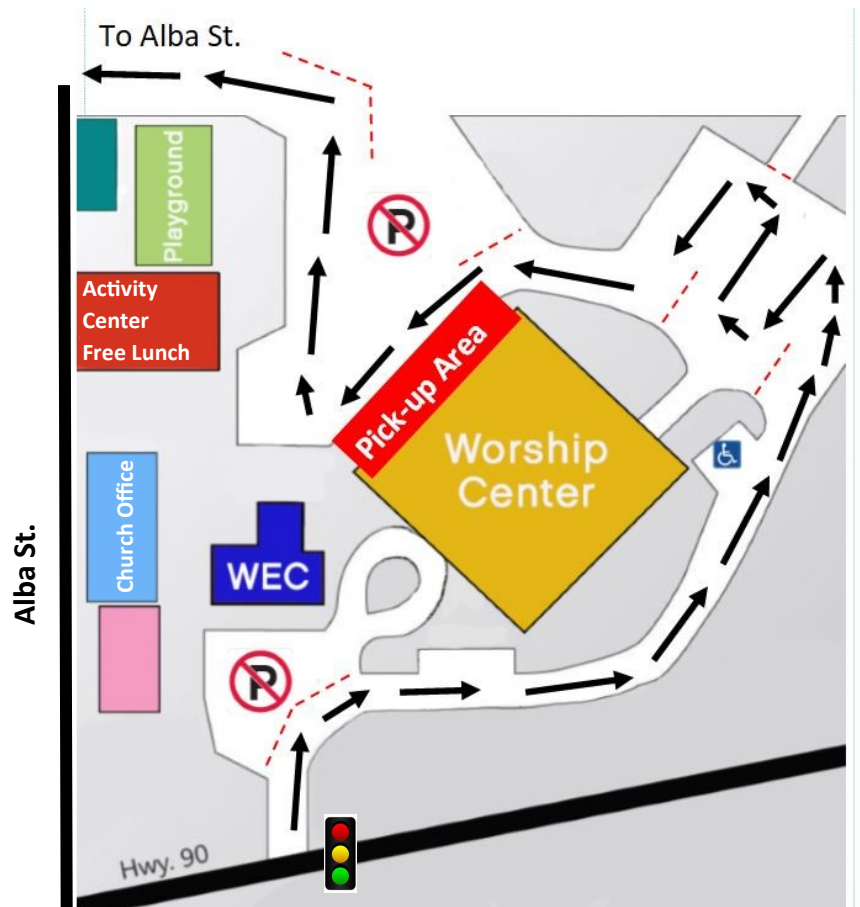 To Alba St.
Playground
P
Activity
Center
Free Lunch
Pick-up Area
Worship
Center
Church Office
WEC
Alba St.
P
Hwy. 90